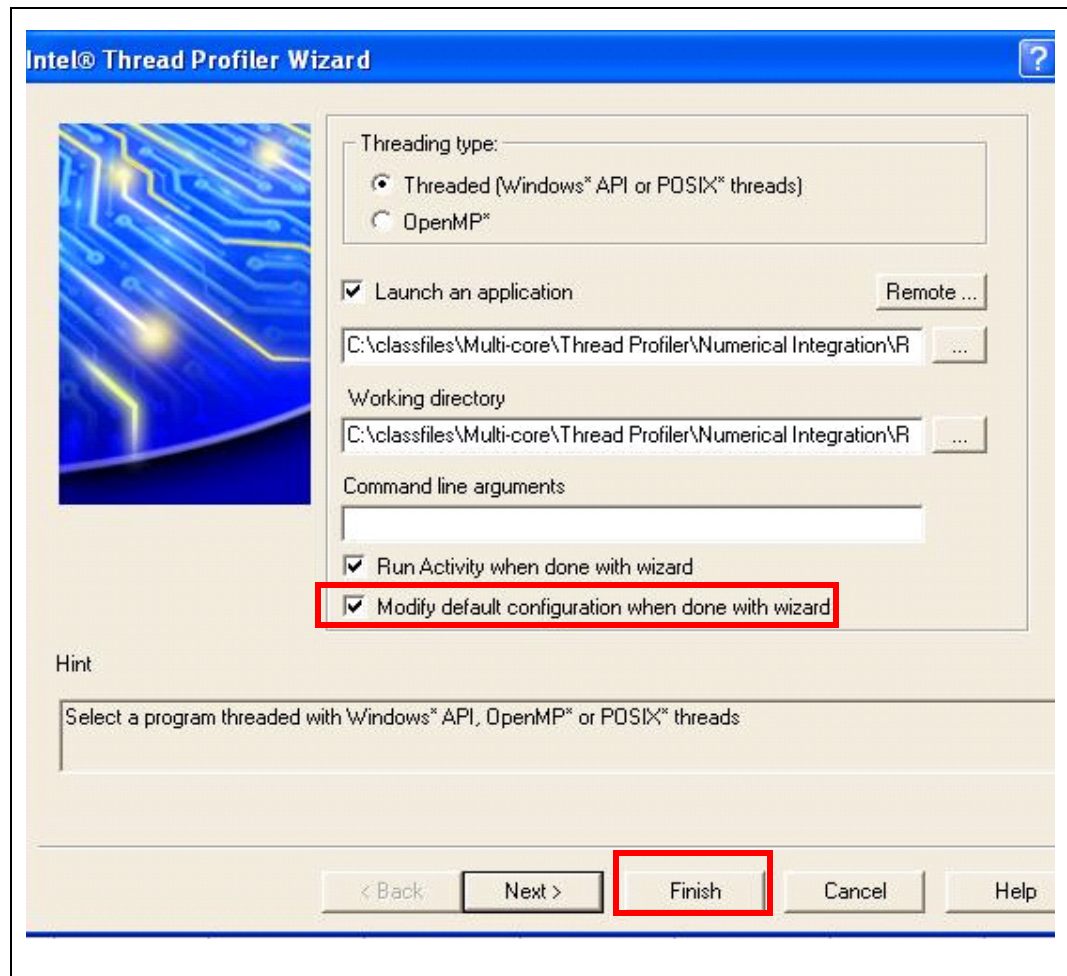 Intel® Thread Profiler Wizard
?
Threading type:
Threaded (Windows* API or POSIX* threads)
OpenMP*
Launch an application
Remote ...
C:\classfiles\Multi-core\Thread Profiler\Numerical Integration\R
...
Working directory
C:\classfiles\Multi-core\Thread Profiler\Numerical Integration\R
...
Command line arguments
Run Activity when done with wizard
Modify default configuration when done with wizard
Hint
Select a program threaded with Windows* API, OpenMP* or POSIX* threads
< Back
Next >
Finish
Cancel
Help